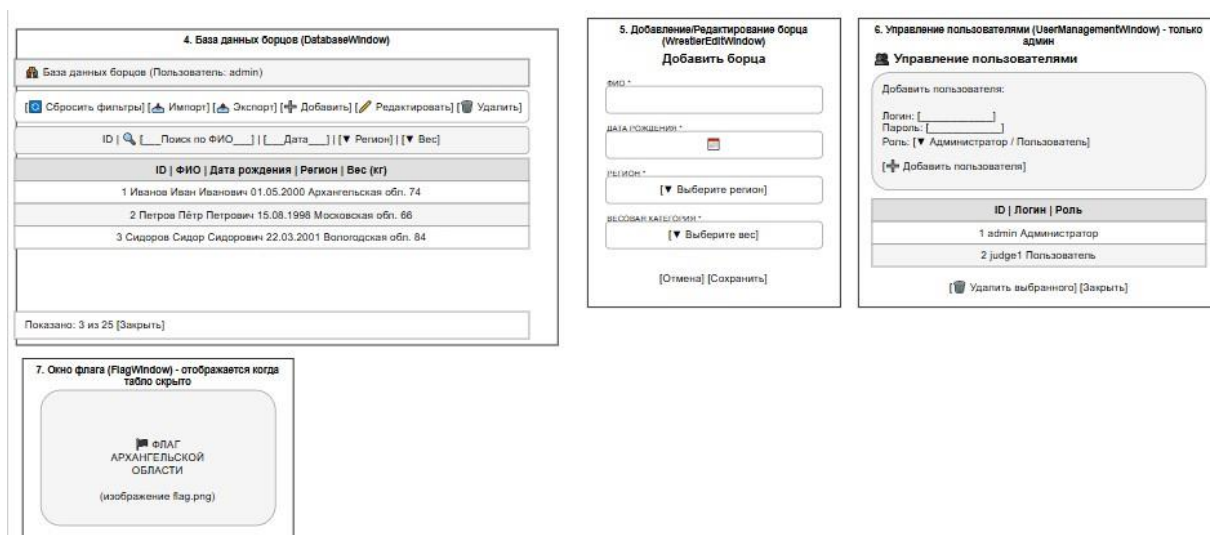 4. База данных борцов (DatabaseWindow)
База данных борцов (Пользователь: admin)
[Сбросить фильтры] [Импорт] [Экспорт] [Добавить] [Редактировать] [Удалить]
ID | [___Поиск по ФИО___] | [___Дата___] | [▼ Регион] | [▼ Вес]
ID | ФИО | Дата рождения | Регион | Вес (кг)
1 Иванов Иван Иванович 01.05.2000 Архангельская обл. 74
2 Петров Пётр Петрович 15.08.1998 Московская обл. 66
3 Сидоров Сидор Сидорович 22.03.2001 Вологодская обл. 84
Показано: 3 из 25 [Закрыть]
5. Добавление/Редактирование борца
(WrestlerEditWindow)
Добавить борца
ФИО *
ДАТА РОЖДЕНИЯ *
РЕГИОН *
[▼ Выберите регион]
ВЕСОВАЯ КАТЕГОРИЯ *
[▼ Выберите вес]
[Отмена] [Сохранить]
6. Управление пользователями (UserManagementWindow) - только
админ
Управление пользователями
Добавить пользователя:
Логин: [____________]
Пароль: [____________]
Роль: [▼ Администратор / Пользователь]
[Добавить пользователя]
ID | Логин | Роль
1 admin Администратор
2 judge1 Пользователь
[Удалить выбранного] [Закрыть]
7. Окно флага (FlagWindow) - отображается когда
табло скрыто
ФЛАГ
АРХАНГЕЛЬСКОЙ
ОБЛАСТИ
(изображение flag.png)